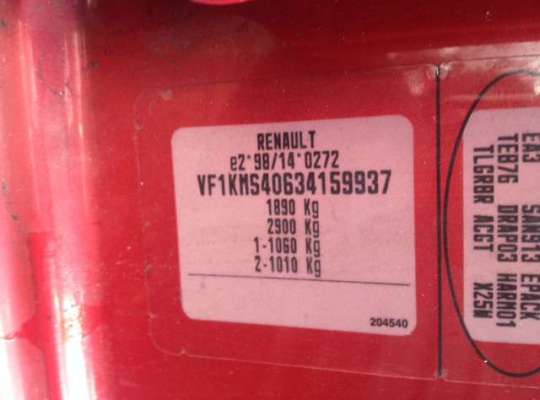 RENAULT
e2*98/14*0272
VF1KMS40634159937
1890 Kg
2900 Kg
1-1060 Kg
2-1010 Kg
204540
EA3 SAN913 EPACK
TEB76 DRAP03 HARM01
TLGRBR ACGT X25N